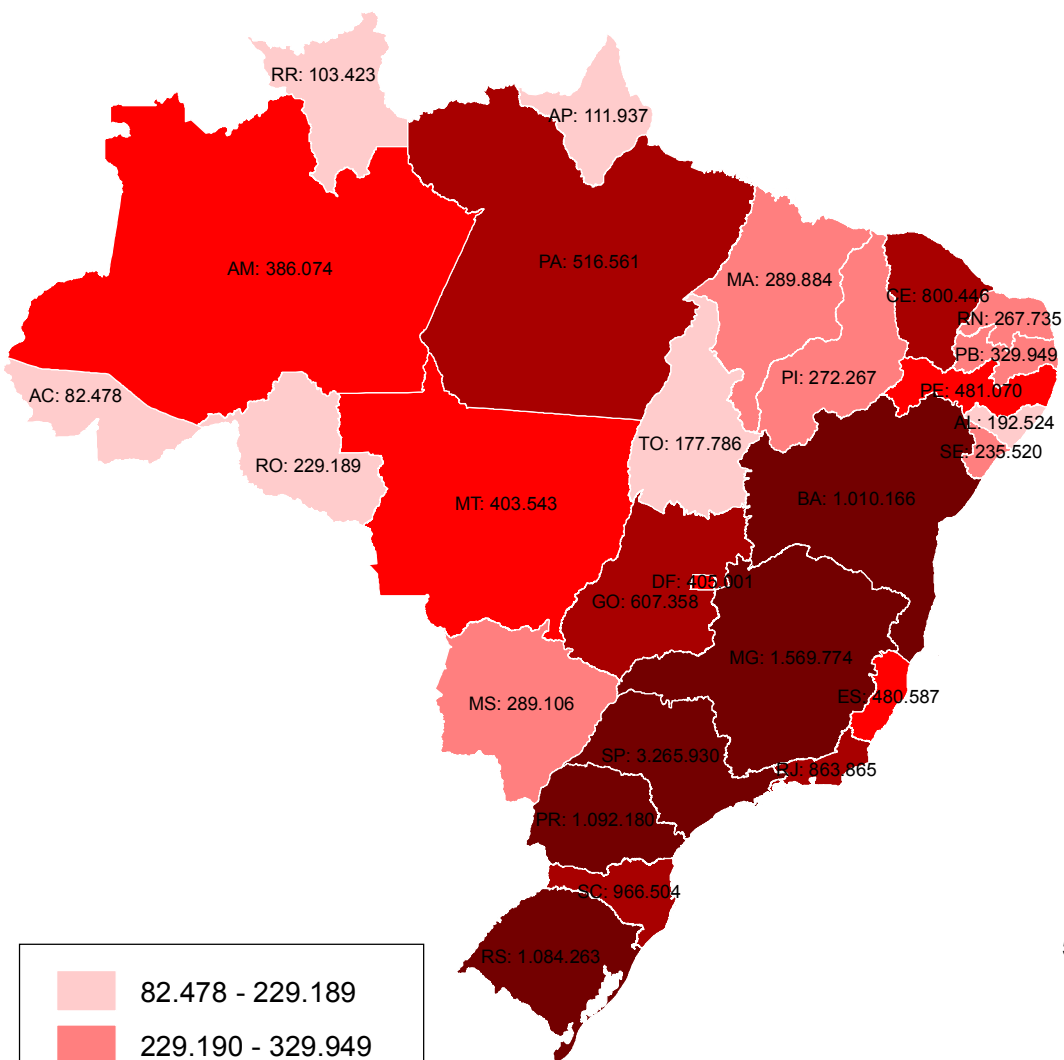 RR: 103.423
AP: 111.937
AM: 386.074
PA: 516.561
MA: 289.884
CE: 800.446
RN: 267.735
PB: 329.949
PI: 272.267
PE: 481.070
AC: 82.478
AL: 192.524
TO: 177.786
SE: 235.520
RO: 229.189
BA: 1.010.166
MT: 403.543
DF: 405.001
GO: 607.358
MG: 1.569.774
ES: 480.587
MS: 289.106
SP: 3.265.930
RJ: 863.865
PR: 1.092.180
SC: 966.504
RS: 1.084.263
82.478 - 229.189
229.190 - 329.949